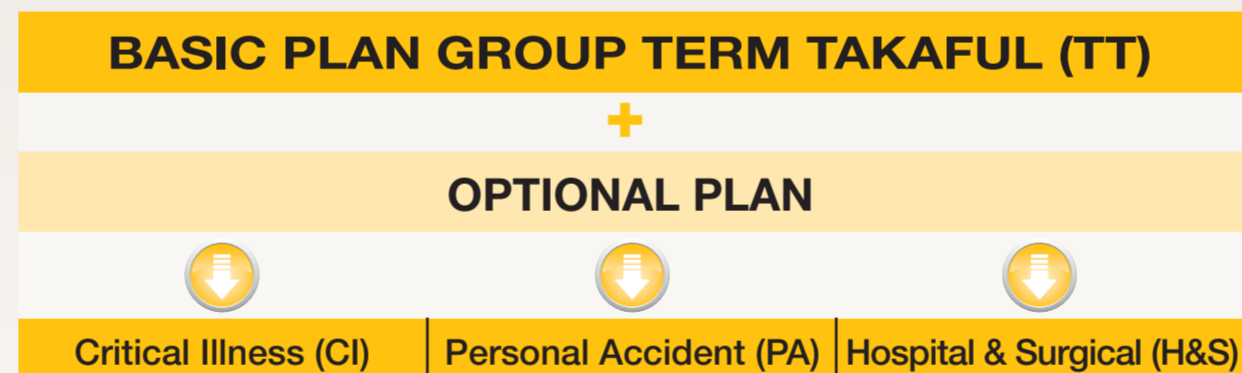 BASIC PLAN GROUP TERM TAKAFUL (TT)
+
OPTIONAL PLAN
Critical Illness (CI)
Personal Accident (PA)
Hospital & Surgical (H&S)